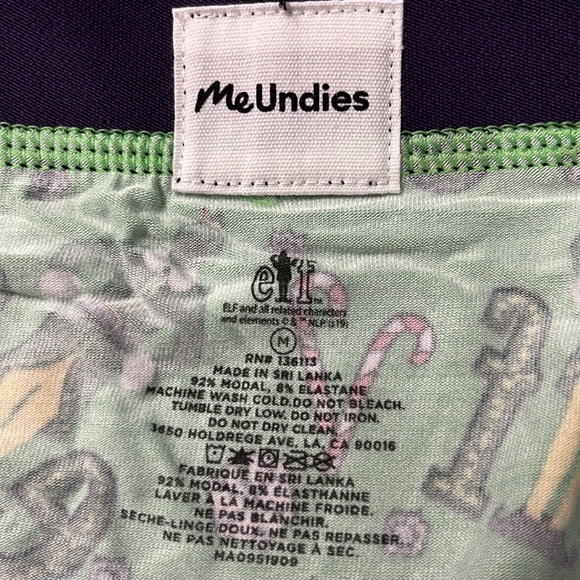 MeUndies
elf™
ELF and all related characters
and elements © & ™ NLP (s19)
M
RN# 136113
MADE IN SRI LANKA
92% MODAL, 8% ELASTANE
MACHINE WASH COLD.DO NOT BLEACH.
TUMBLE DRY LOW. DO NOT IRON.
DO NOT DRY CLEAN.
3650 HOLDREGE AVE, LA, CA 90016
FABRIQUE EN SRI LANKA
92% MODAL, 8% ELASTHANNE
LAVER À LA MACHINE FROIDE.
NE PAS BLANCHIR.
SÈCHE-LINGE DOUX. NE PAS REPASSER.
NE PAS NETTOYAGE À SEC.
MA0951909